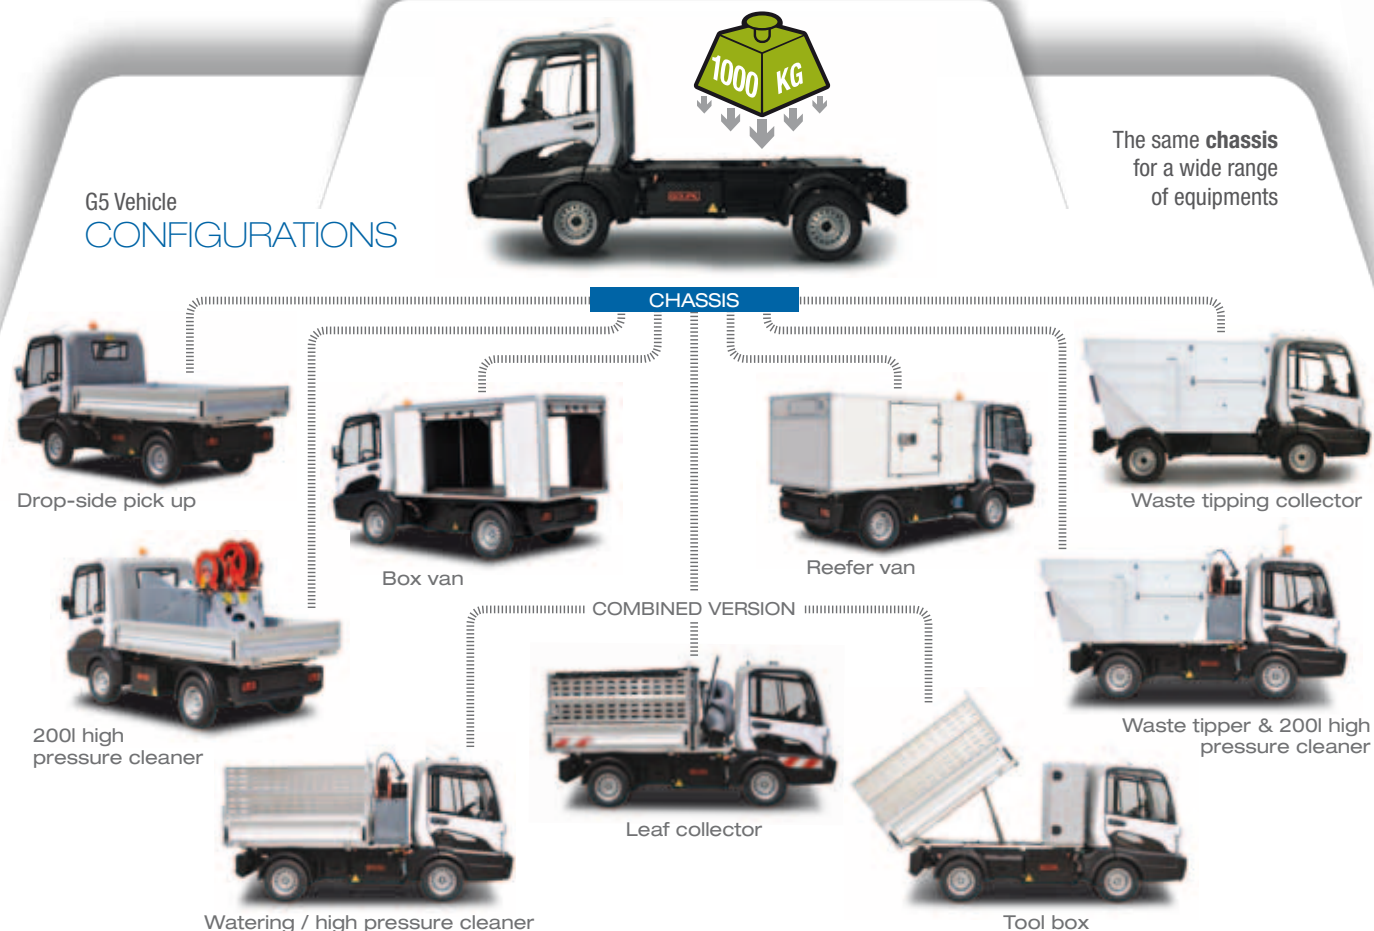 1000 KG
The same chassis
for a wide range
of equipments
G5 Vehicle
CONFIGURATIONS
CHASSIS
Drop-side pick up
Waste tipping collector
Box van
Reefer van
COMBINED VERSION
200l high
pressure cleaner
Waste tipper & 200l high
pressure cleaner
Leaf collector
Watering / high pressure cleaner
Tool box